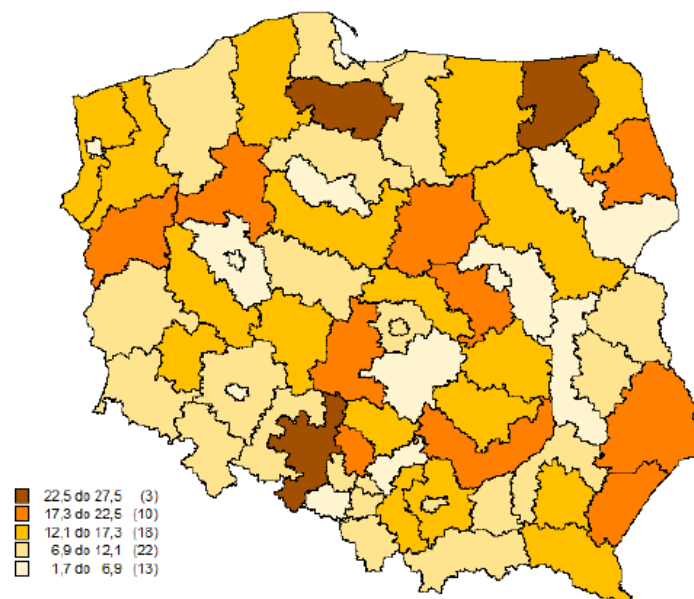 22,5 do 27,5 (3)
17,3 do 22,5 (10)
12,1 do 17,3 (18)
6,9 do 12,1 (22)
1,7 do 6,9 (13)